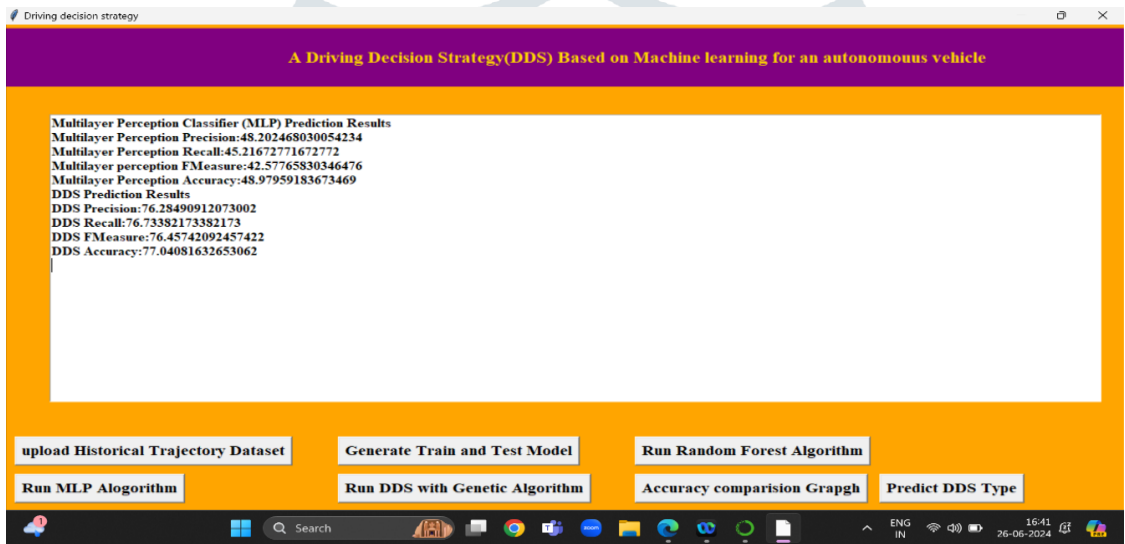 Driving decision strategy
A Driving Decision Strategy(DDS) Based on Machine learning for an autonomouus vehicle
Multilayer Perception Classifier (MLP) Prediction Results
Multilayer Perception Precision:48.202468030054234
Multilayer Perception Recall:45.21672771672772
Multilayer perception FMeasure:42.57765830346476
Multilayer Perception Accuracy:48.97959183673469
DDS Prediction Results
DDS Precision:76.28490912073002
DDS Recall:76.73382173382173
DDS FMeasure:76.45742092457422
DDS Accuracy:77.04081632653062
upload Historical Trajectory Dataset
Generate Train and Test Model
Run Random Forest Algorithm
Run MLP Alogorithm
Run DDS with Genetic Algorithm
Accuracy comparision Grapgh
Predict DDS Type
1
Search
zoom
ENG
IN
16:41
26-06-2024